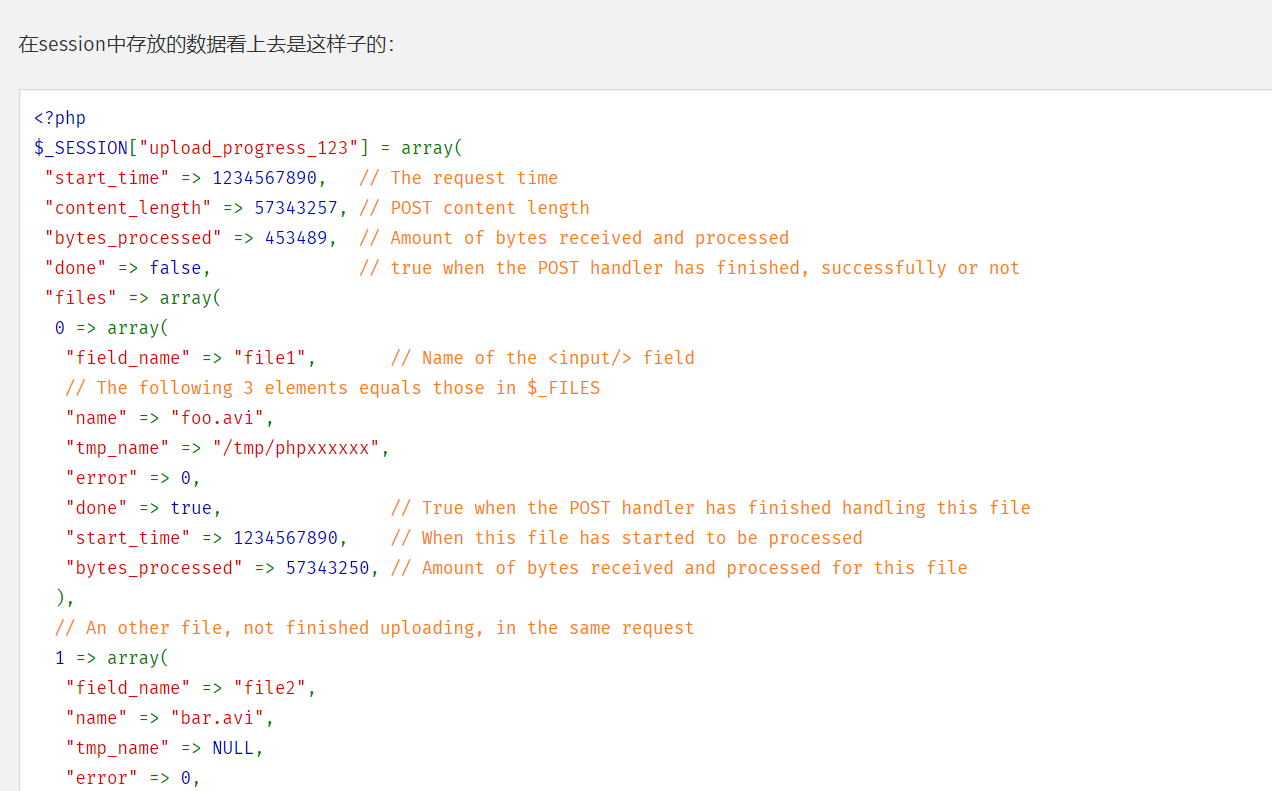 在session中存放的数据看上去是这样子的：
<?php
$_SESSION["upload_progress_123"] = array(
 "start_time" => 1234567890,   // The request time
 "content_length" => 57343257, // POST content length
 "bytes_processed" => 453489,  // Amount of bytes received and processed
 "done" => false,              // true when the POST handler has finished, successfully or not
 "files" => array(
  0 => array(
   "field_name" => "file1",       // Name of the <input/> field
   // The following 3 elements equals those in $_FILES
   "name" => "foo.avi",
   "tmp_name" => "/tmp/phpxxxxxx",
   "error" => 0,
   "done" => true,                // True when the POST handler has finished handling this file
   "start_time" => 1234567890,    // When this file has started to be processed
   "bytes_processed" => 57343250, // Amount of bytes received and processed for this file
  ),
  // An other file, not finished uploading, in the same request
  1 => array(
   "field_name" => "file2",
   "name" => "bar.avi",
   "tmp_name" => NULL,
   "error" => 0,